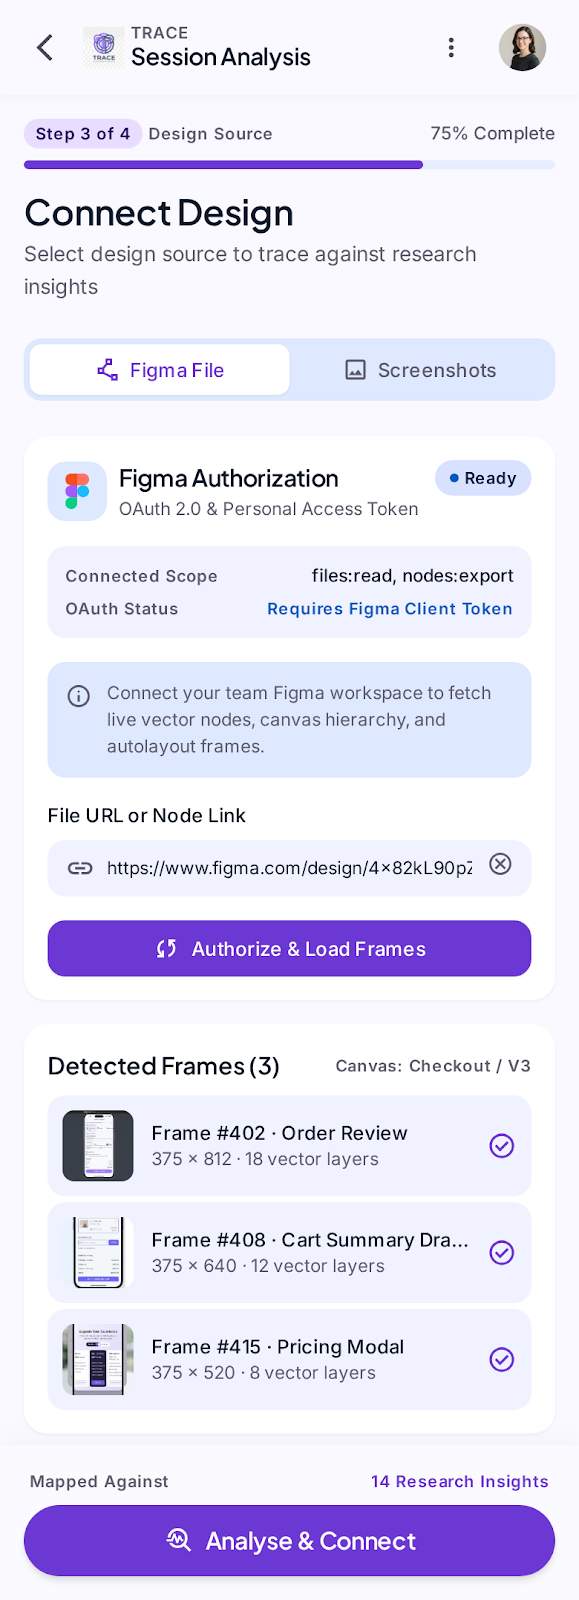 TRACE
TRACE
Session Analysis
Step 3 of 4 Design Source 75% Complete
Connect Design
Select design source to trace against research
insights
Figma File Screenshots
Figma Authorization
Ready
OAuth 2.0 & Personal Access Token
Connected Scope files:read, nodes:export
OAuth Status Requires Figma Client Token
Connect your team Figma workspace to fetch
live vector nodes, canvas hierarchy, and
autolayout frames.
File URL or Node Link
https://www.figma.com/design/4x82kL90pZ
Authorize & Load Frames
Detected Frames (3) Canvas: Checkout / V3
Frame #402 · Order Review
375 × 812 · 18 vector layers
Frame #408 · Cart Summary Dra...
375 × 640 · 12 vector layers
Frame #415 · Pricing Modal
375 × 520 · 8 vector layers
Mapped Against 14 Research Insights
Analyse & Connect